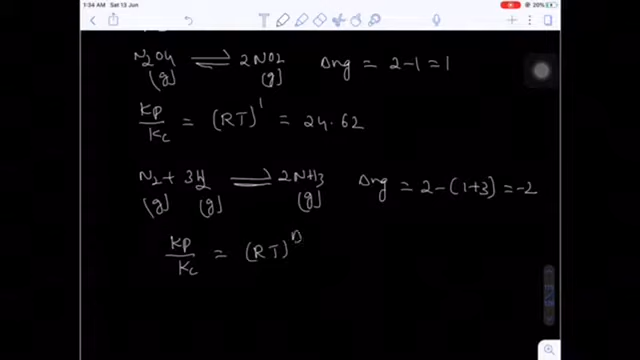 1:34 AM Sat 13 Jun
20%
N2O4 ⇌ 2NO2 Δng = 2-1 = 1
(g) (g)
Kp/Kc = (RT)^1 = 24.62
N2 + 3H2 ⇌ 2NH3 Δng = 2-(1+3) = -2
(g) (g) (g)
Kp/Kc = (RT)